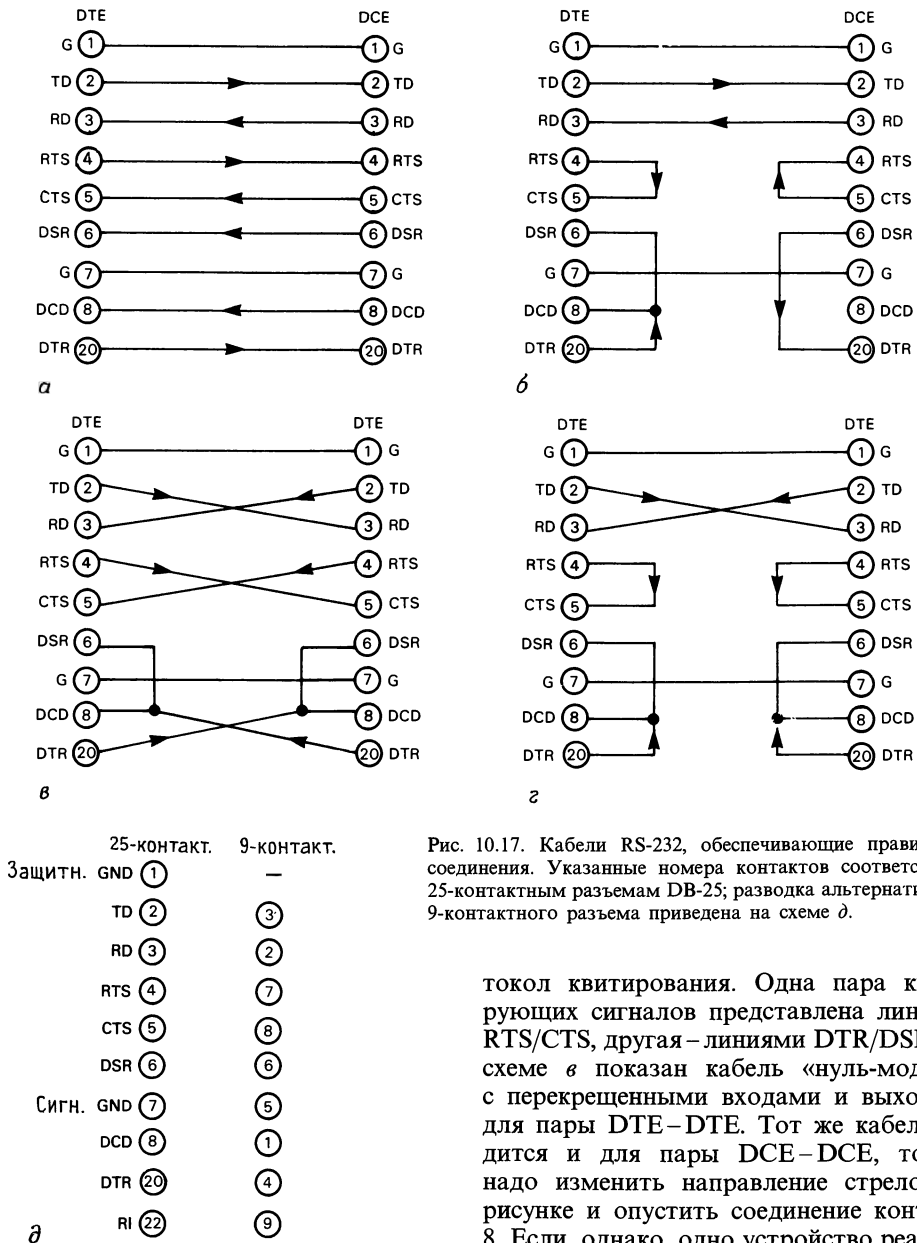 DTE DCE
G 1 1 G
TD 2 2 TD
RD 3 3 RD
RTS 4 4 RTS
CTS 5 5 CTS
DSR 6 6 DSR
G 7 7 G
DCD 8 8 DCD
DTR 20 20 DTR
а
DTE DCE
G 1 1 G
TD 2 2 TD
RD 3 3 RD
RTS 4 4 RTS
CTS 5 5 CTS
DSR 6 6 DSR
G 7 7 G
DCD 8 8 DCD
DTR 20 20 DTR
б
DTE DTE
G 1 1 G
TD 2 2 TD
RD 3 3 RD
RTS 4 4 RTS
CTS 5 5 CTS
DSR 6 6 DSR
G 7 7 G
DCD 8 8 DCD
DTR 20 20 DTR
в
DTE DTE
G 1 1 G
TD 2 2 TD
RD 3 3 RD
RTS 4 4 RTS
CTS 5 5 CTS
DSR 6 6 DSR
G 7 7 G
DCD 8 8 DCD
DTR 20 20 DTR
г
25-контакт. 9-контакт.
Защитн. GND 1 —
TD 2 3
RD 3 2
RTS 4 7
CTS 5 8
DSR 6 6
Сигн. GND 7 5
DCD 8 1
DTR 20 4
RI 22 9
д
Рис. 10.17. Кабели RS-232, обеспечивающие прави
соединения. Указанные номера контактов соответс
25-контактным разъемам DB-25; разводка альтернати
9-контактного разъема приведена на схеме д.
токол квитирования. Одна пара к
рующих сигналов представлена лин
RTS/CTS, другая – линиями DTR/DSI
схеме в показан кабель «нуль-мод
с перекрещенными входами и выхо
для пары DTE–DTE. Тот же кабел
дится и для пары DCE–DCE, то
надо изменить направление стрело
рисунке и опустить соединение конт
8. Если, однако, одно устройство реа